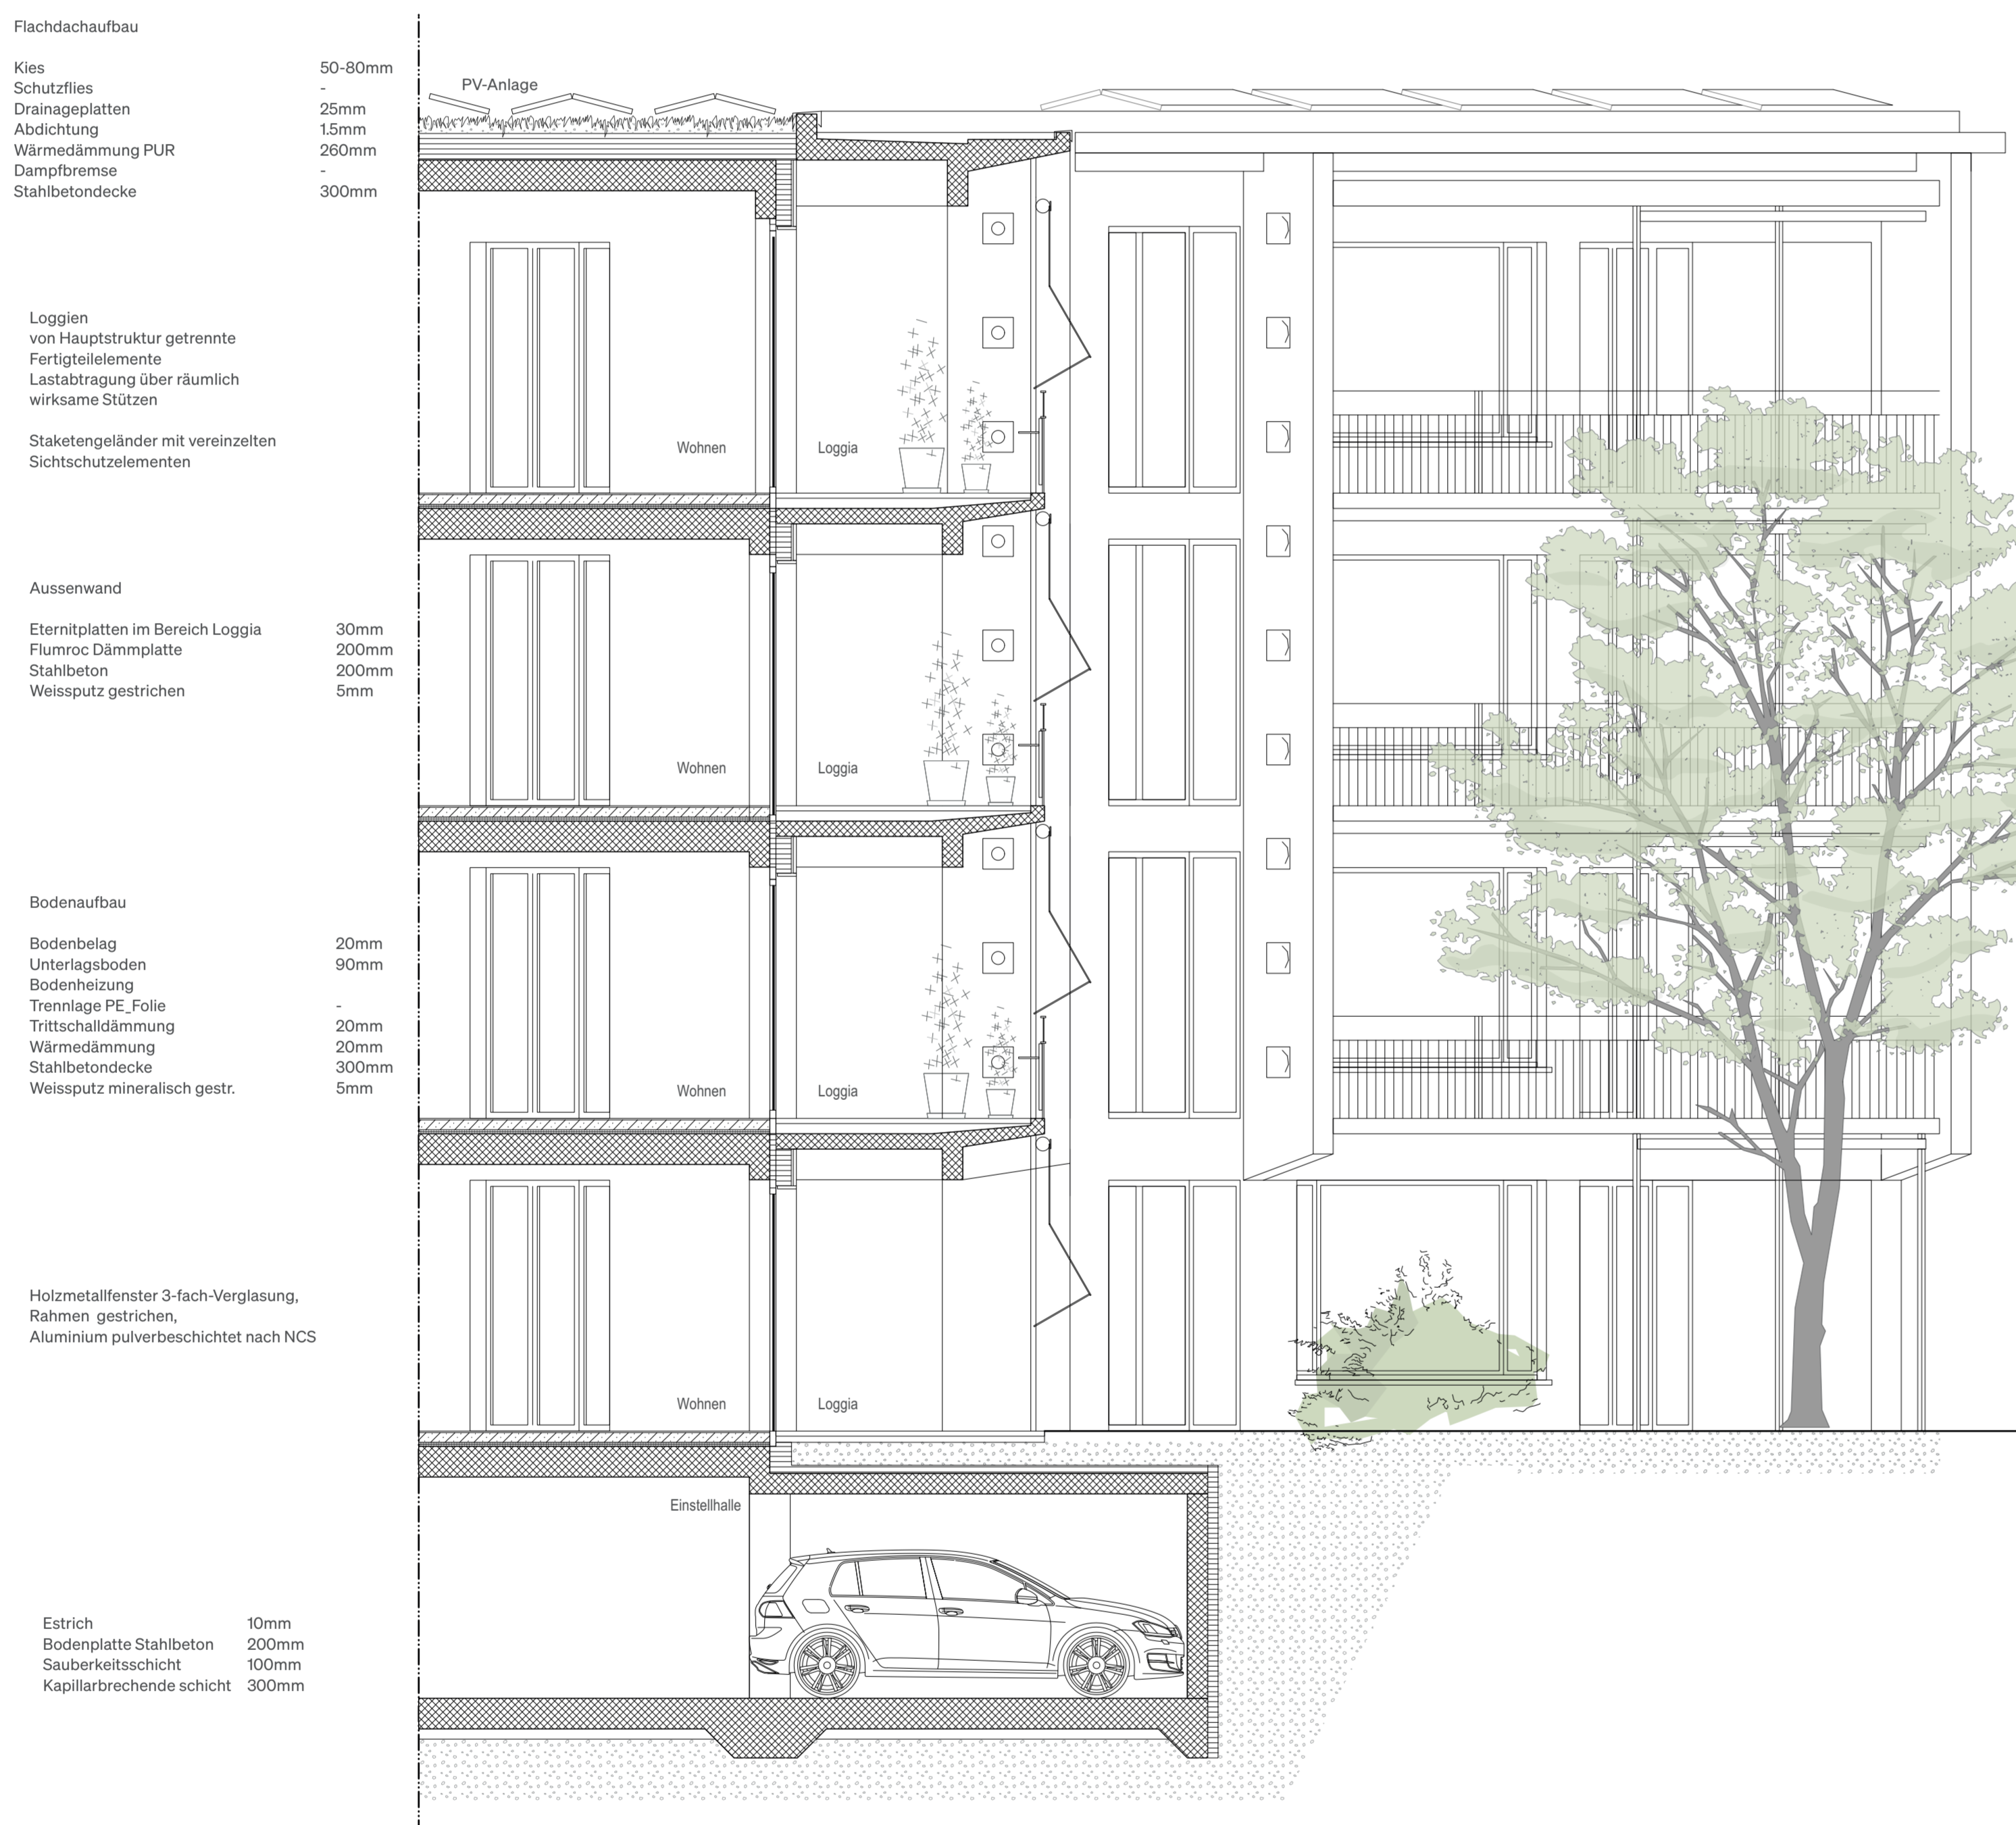 Flachdachaufbau
Kies 50-80mm
Schutzflies -
Drainageplatten 25mm
Abdichtung 1.5mm
Wärmedämmung PUR 260mm
Dampfbremse -
Stahlbetondecke 300mm
PV-Anlage
Loggien
von Hauptstruktur getrennte
Fertigteilelemente
Lastabtragung über räumlich
wirksame Stützen
Staketengeländer mit vereinzelten
Sichtschutzelementen
Wohnen Loggia
Aussenwand
Eternitplatten im Bereich Loggia 30mm
Flumroc Dämmplatte 200mm
Stahlbeton 200mm
Weissputz gestrichen 5mm
Wohnen Loggia
Bodenaufbau
Bodenbelag 20mm
Unterlagsboden 90mm
Bodenheizung
Trennlage PE_Folie -
Trittschalldämmung 20mm
Wärmedämmung 20mm
Stahlbetondecke 300mm
Weissputz mineralisch gestr. 5mm
Wohnen Loggia
Holzmetallfenster 3-fach-Verglasung,
Rahmen gestrichen,
Aluminium pulverbeschichtet nach NCS
Wohnen Loggia
Einstellhalle
Estrich 10mm
Bodenplatte Stahlbeton 200mm
Sauberkeitsschicht 100mm
Kapillarbrechende schicht 300mm